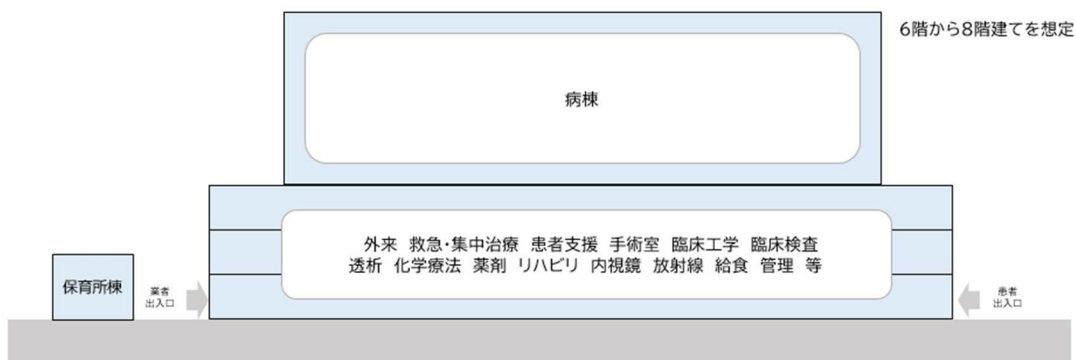 6階から8階建てを想定
病棟
外来 救急・集中治療 患者支援 手術室 臨床工学 臨床検査
透析 化学療法 薬剤 リハビリ 内視鏡 放射線 給食 管理 等
保育所棟
業者
出入口
患者
出入口